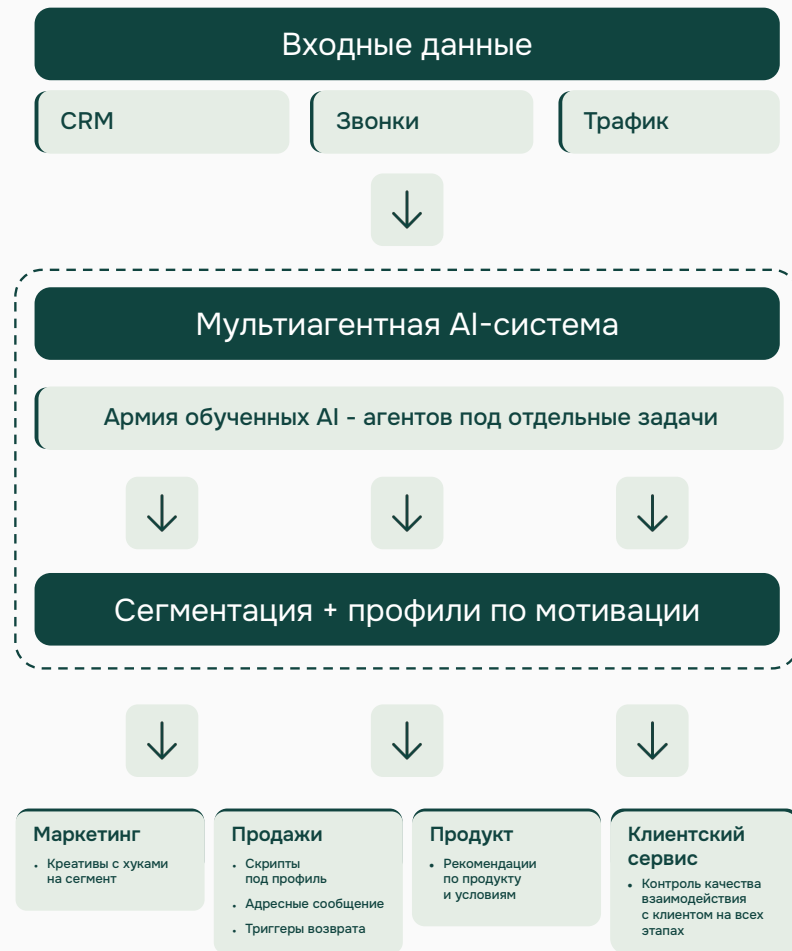 Входные данные
CRM
Звонки
Трафик
Мультиагентная AI-система
Армия обученных AI - агентов под отдельные задачи
Сегментация + профили по мотивации
Маркетинг
• Креативы с хуками
на сегмент
Продажи
• Скрипты
под профиль
• Адресные сообщение
• Триггеры возврата
Продукт
• Рекомендации
по продукту
и условиям
Клиентский
сервис
• Контроль качества
взаимодействия
с клиентом на всех
этапах